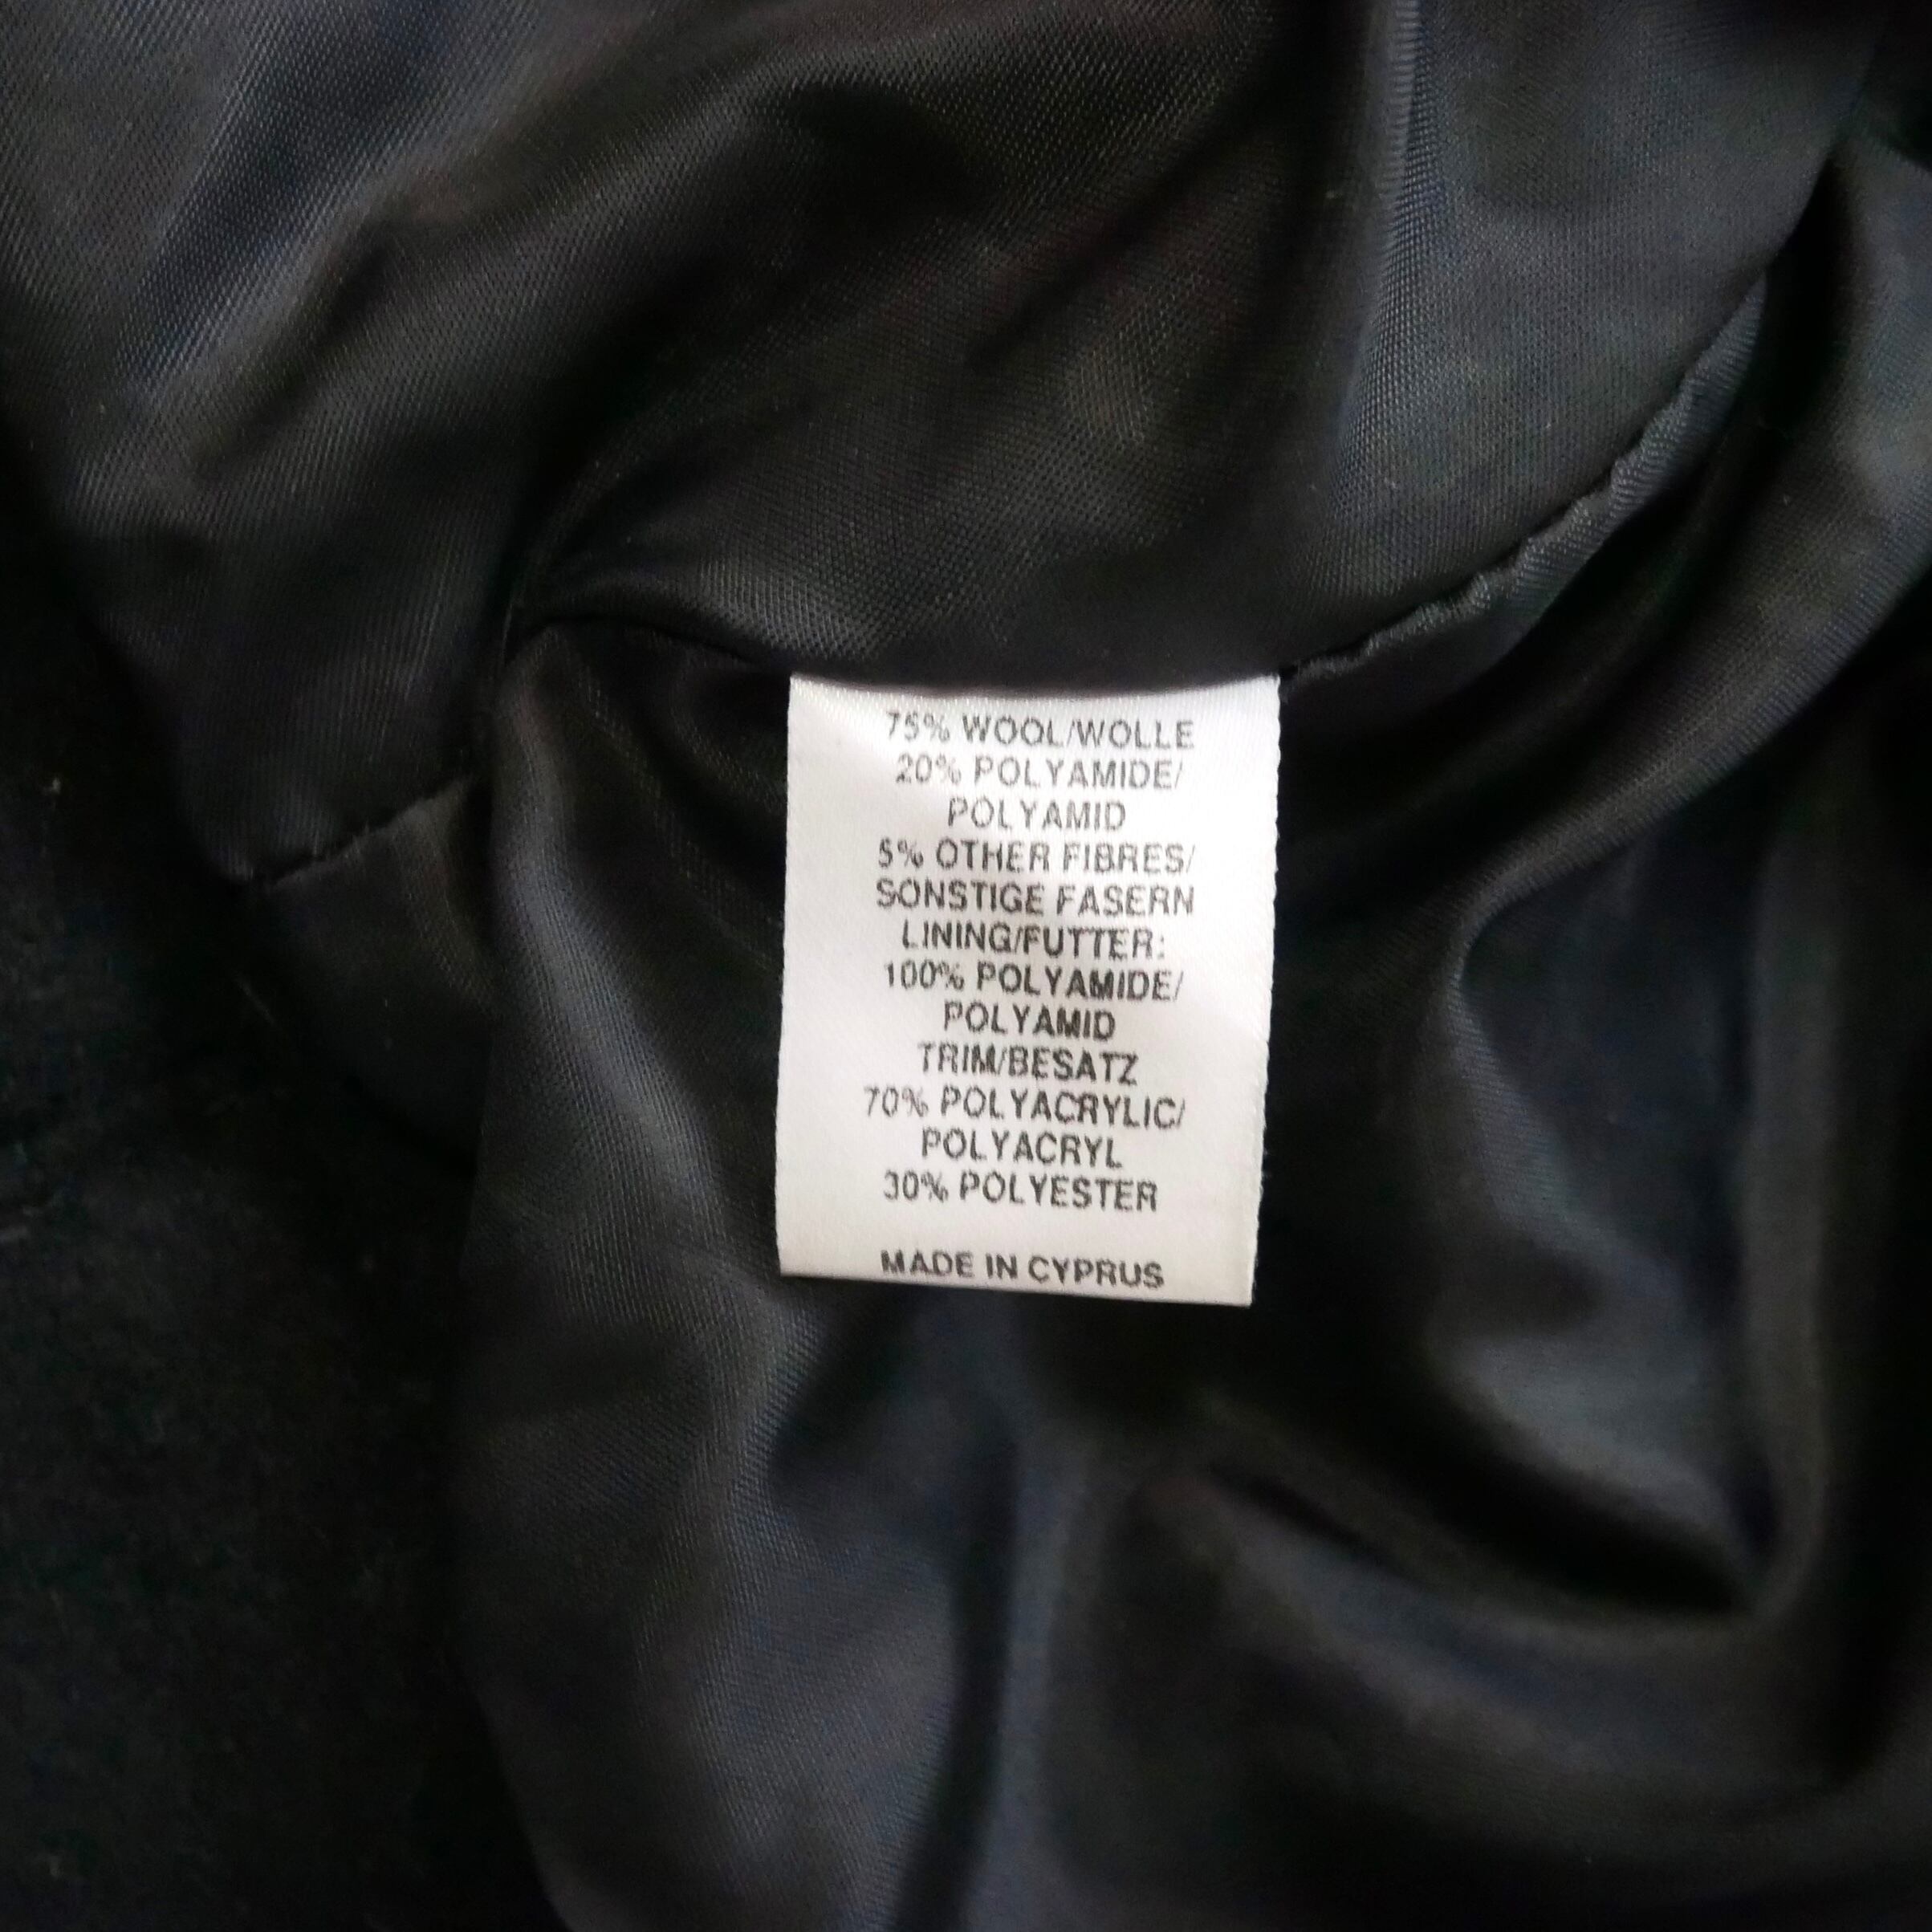 75% WOOL/WOLLE
20% POLYAMIDE/
POLYAMID
5% OTHER FIBRES/
SONSTIGE FASERN
LINING/FUTTER:
100% POLYAMIDE/
POLYAMID
TRIM/BESATZ
70% POLYACRYLIC/
POLYACRYL
30% POLYESTER
MADE IN CYPRUS